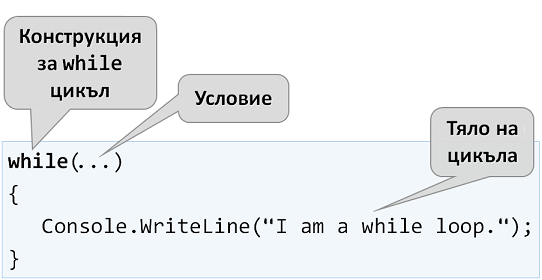 Конструкция
за while
цикъл
Условие
Тяло на
цикъла
while(...)
{
Console.WriteLine("I am a while loop.");
}